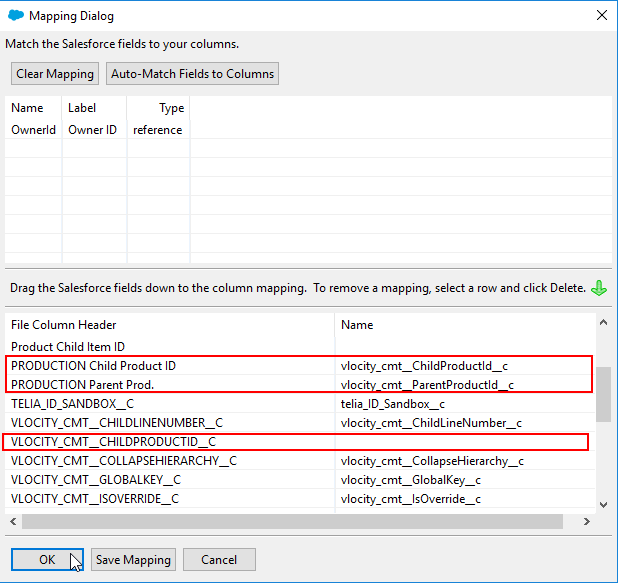 Mapping Dialog
Match the Salesforce fields to your columns.
Clear Mapping Auto-Match Fields to Columns
Name Label Type
OwnerId Owner ID reference
Drag the Salesforce fields down to the column mapping. To remove a mapping, select a row and click Delete.
File Column Header Name
Product Child Item ID
PRODUCTION Child Product ID vlocity_cmt__ChildProductId__c
PRODUCTION Parent Prod. vlocity_cmt__ParentProductId__c
TELIA_ID_SANDBOX__C telia_ID_Sandbox__c
VLOCITY_CMT__CHILDLINENUMBER__C vlocity_cmt__ChildLineNumber__c
VLOCITY_CMT__CHILDPRODUCTID__C
VLOCITY_CMT__COLLAPSEHIERARCHY__C vlocity_cmt__CollapseHierarchy__c
VLOCITY_CMT__GLOBALKEY__C vlocity_cmt__GlobalKey__c
VLOCITY_CMT__ISOVERRIDE__C vlocity_cmt__IsOverride__c
OK Save Mapping Cancel